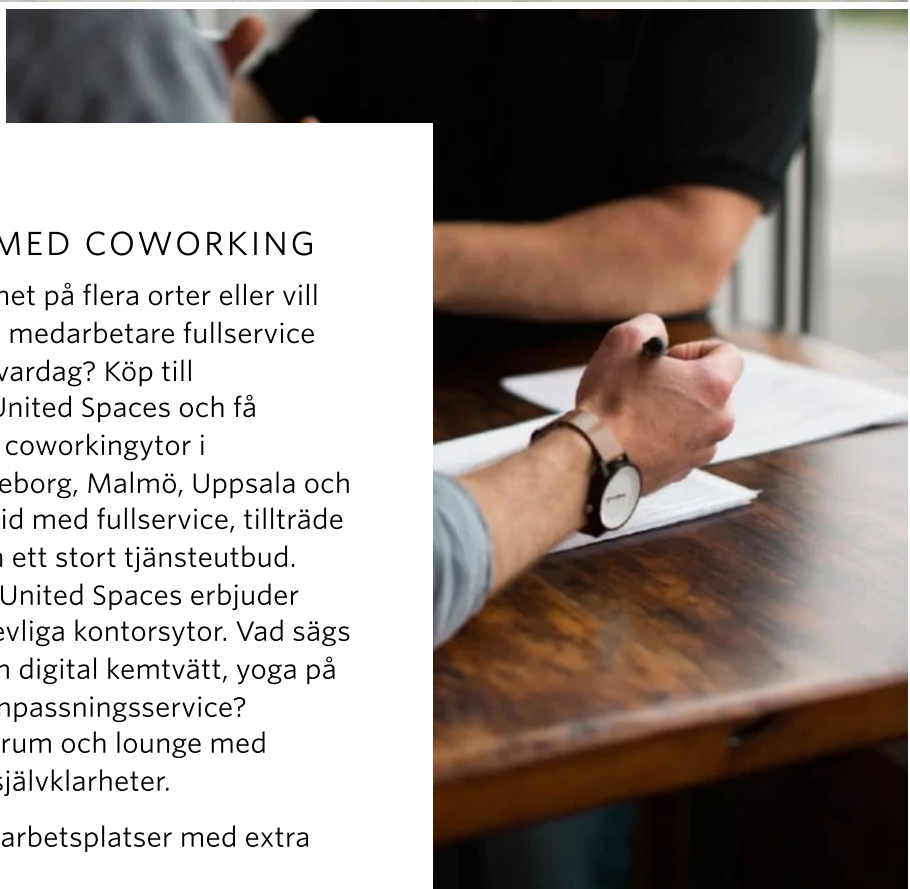 MED COWORKING
het på flera orter eller vill
medarbetare fullservice
vardag? Köp till
United Spaces och få
coworkingytor i
eborg, Malmö, Uppsala och
id med fullservice, tillträde
ett stort tjänsteutbud.
United Spaces erbjuder
evliga kontorsytor. Vad sägs
digital kemtvätt, yoga på
npassningsservice?
rum och lounge med
självklarheter.
arbetsplatser med extra